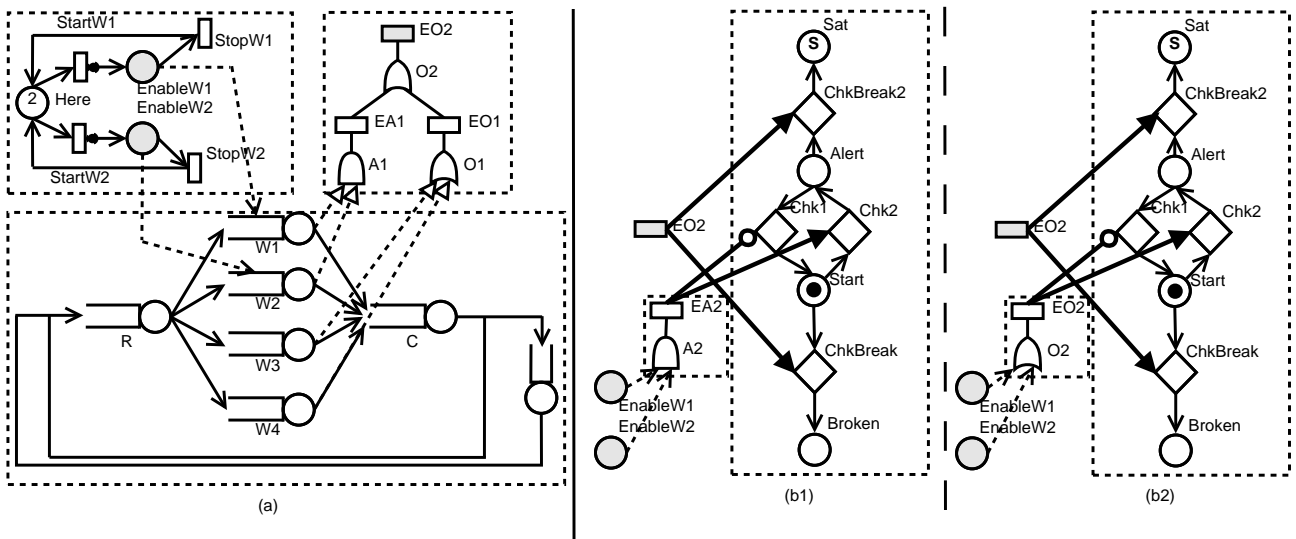 StartW1
StopW1
2
Here
EnableW1
EnableW2
StopW2
StartW2
EO2
O2
EA1
EO1
A1
O1
W1
W2
R
W3
C
W4
(a)
Sat
S
ChkBreak2
Alert
Chk1
Chk2
EO2
Start
EA2
A2
ChkBreak
EnableW1
EnableW2
Broken
(b1)
Sat
S
ChkBreak2
Alert
Chk1
Chk2
EO2
Start
EO2
O2
ChkBreak
EnableW1
EnableW2
Broken
(b2)